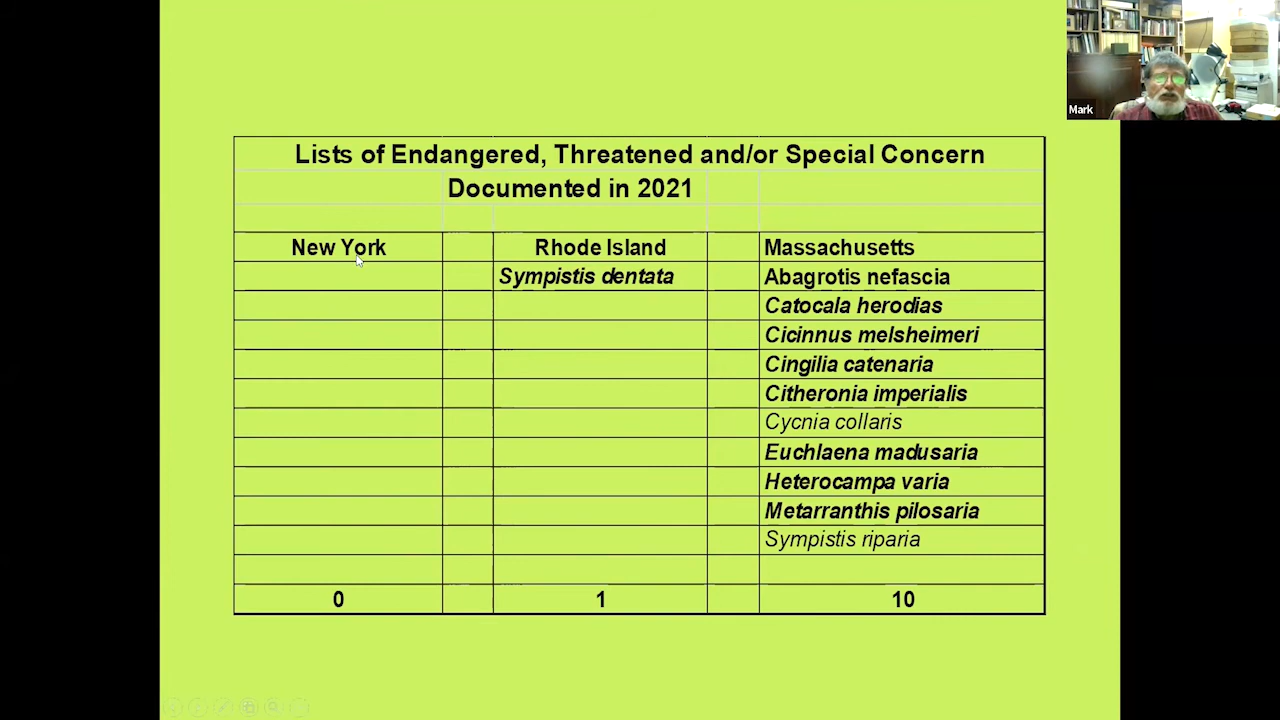 Mark
Lists of Endangered, Threatened and/or Special Concern
Documented in 2021
New York Rhode Island Massachusetts
Sympistis dentata Abagrotis nefascia
Catocala herodias
Cicinnus melsheimeri
Cingilia catenaria
Citheronia imperialis
Cycnia collaris
Euchlaena madusaria
Heterocampa varia
Metarranthis pilosaria
Sympistis riparia
0 1 10